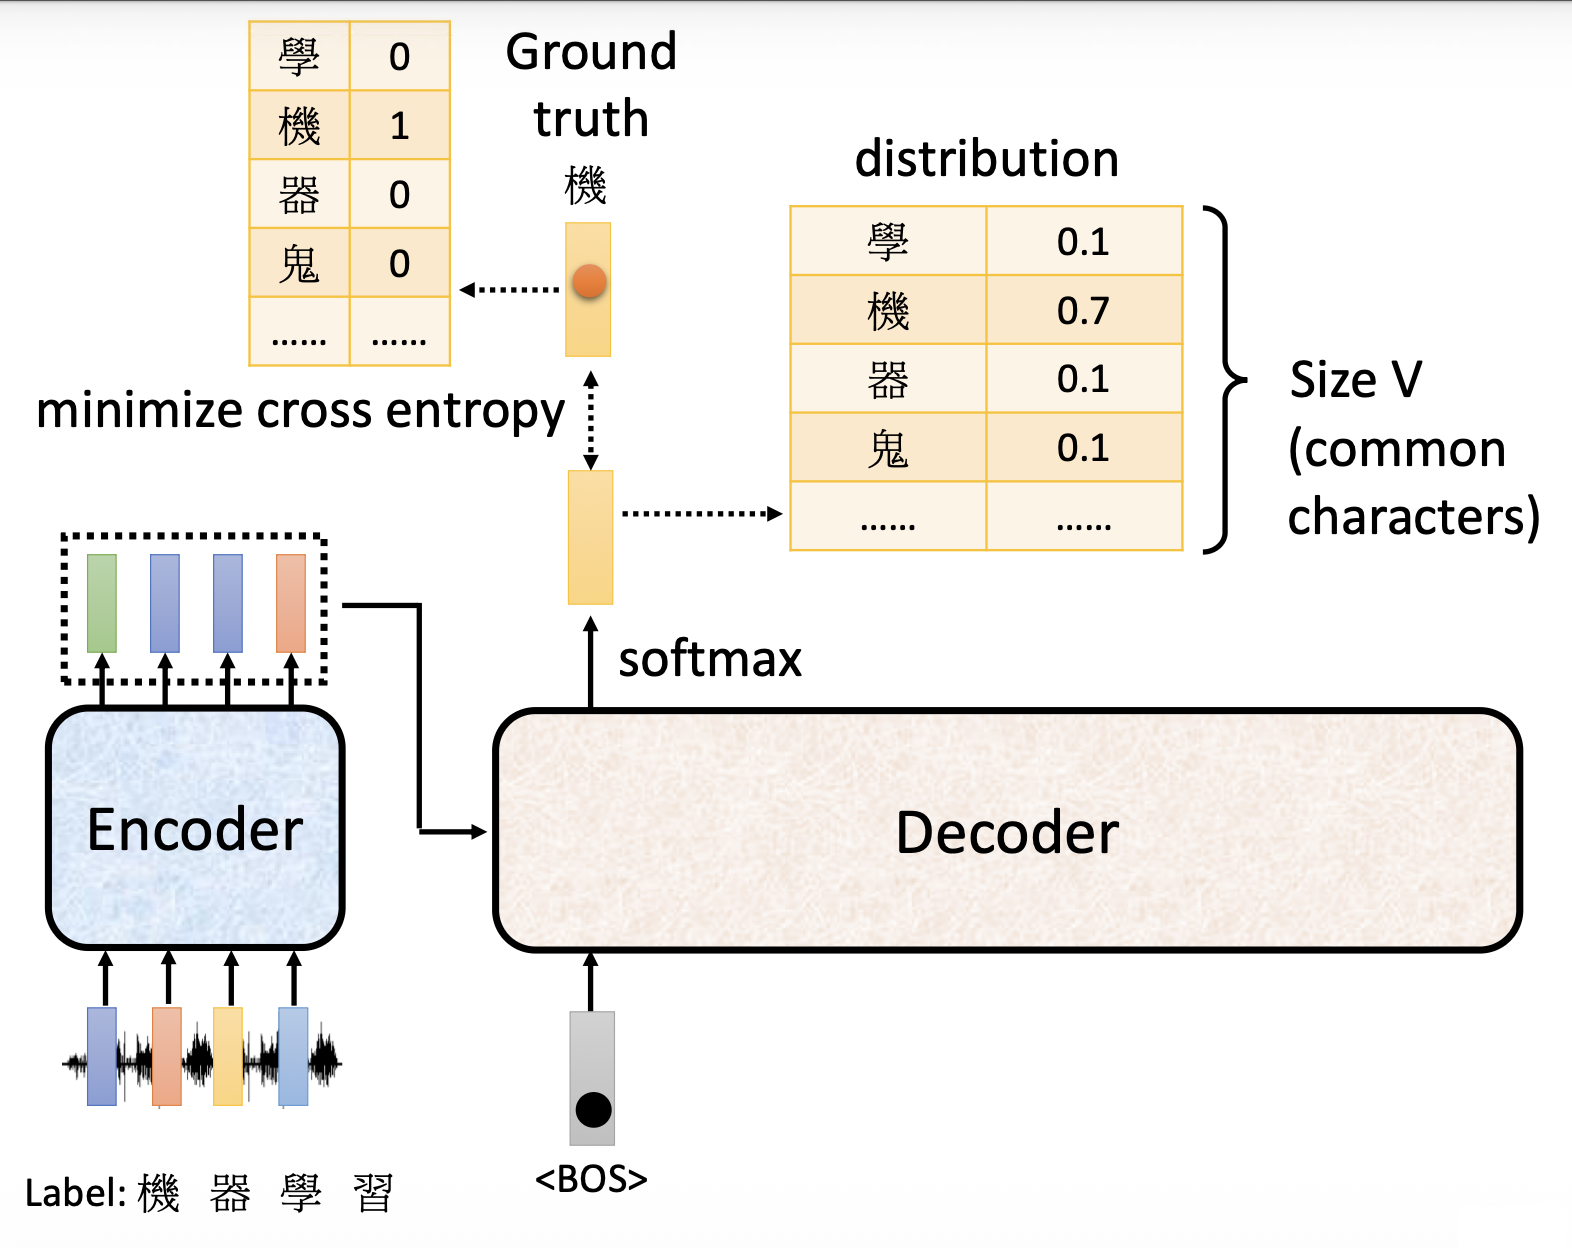 學 0
機 1
器 0
鬼 0
...... ......
Ground
truth
機
distribution
學 0.1
機 0.7
器 0.1
鬼 0.1
...... ......
Size V
(common
characters)
minimize cross entropy
softmax
Encoder
Decoder
<BOS>
Label: 機 器 學 習